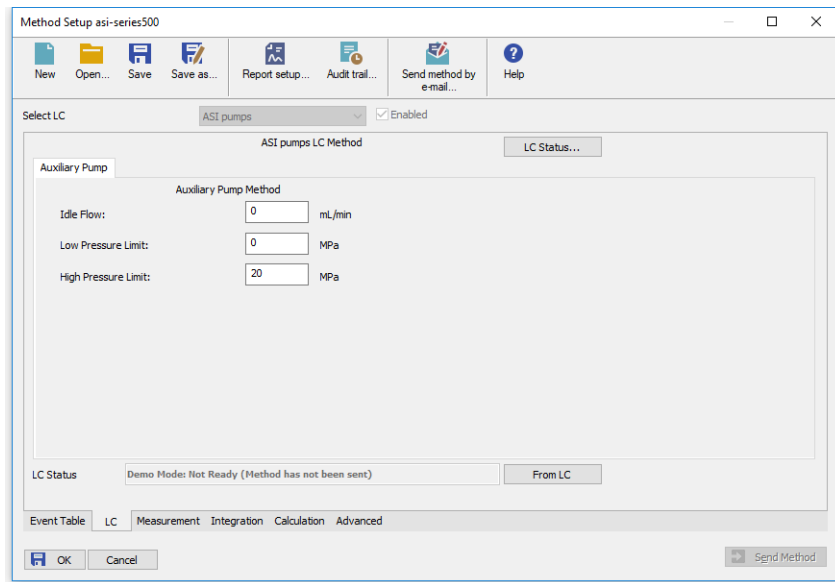 Method Setup asi-series500
New
Open...
Save
Save as...
Report setup...
Audit trail...
Send method by
e-mail...
Help
Select LC
ASI pumps
Enabled
ASI pumps LC Method
LC Status...
Auxiliary Pump
Auxiliary Pump Method
Idle Flow: 0 mL/min
Low Pressure Limit: 0 MPa
High Pressure Limit: 20 MPa
LC Status
Demo Mode: Not Ready (Method has not been sent)
From LC
Event Table LC Measurement Integration Calculation Advanced
OK
Cancel
Send Method